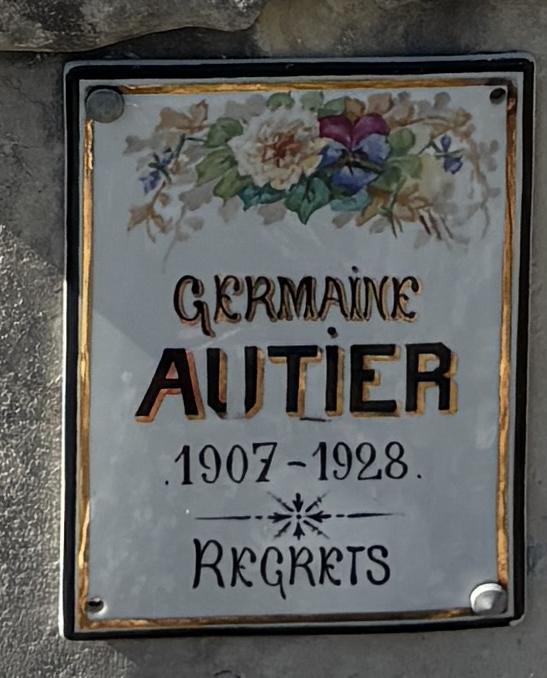 GERMAINE
AUTIER
.1907-1928.
REGRETS